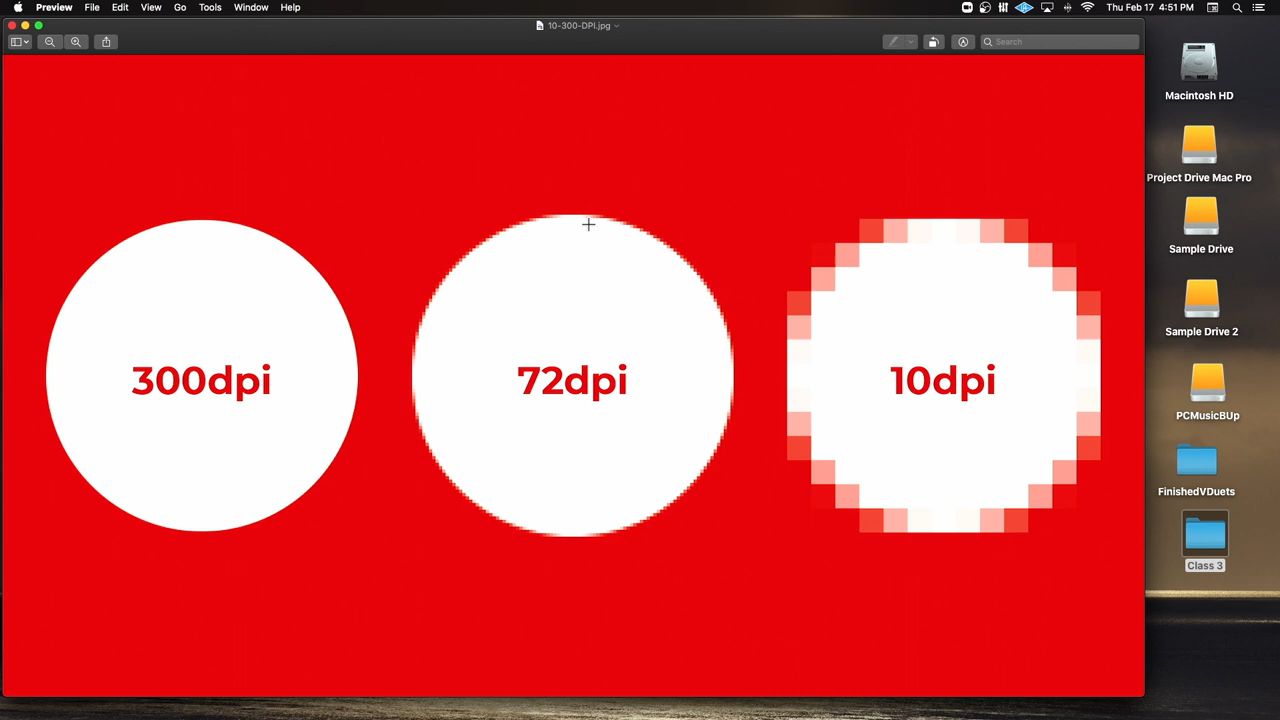 Preview File Edit View Go Tools Window Help
Thu Feb 17 4:51 PM
10-300-DPI.jpg
Search
300dpi
72dpi
10dpi
Macintosh HD
Project Drive Mac Pro
Sample Drive
Sample Drive 2
PCMusicBUp
FinishedVDuets
Class 3